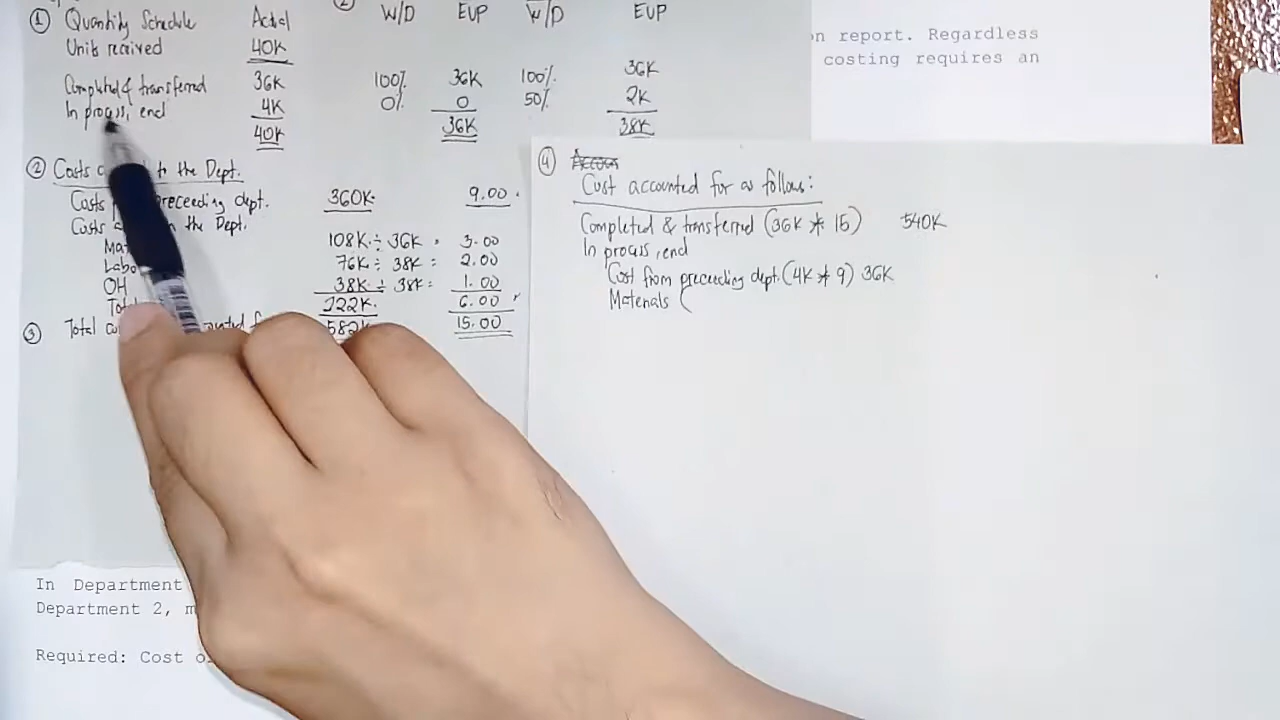 ① Quantity Schedule Actual
Units received 40K
Completed & transferred 36K
In process, end 4K
40K
②
W/D EUP W/D EUP
100% 36K 100% 36K
0% 0 50% 2K
36K 38K
② Costs to the Dept.
Costs preceeding dept. 360K 9.00
Costs the Dept.
108K ÷ 36K = 3.00
Labo 76K ÷ 38K = 2.00
OH 38K ÷ 38K = 1.00
222K 6.00
③ Total 582K 15.00
n report. Regardless
costing requires an
④
Cost accounted for as follows:
Completed & transferred (36K * 15) 540K
In process, end
Cost from preceeding dept. (4K * 9) 36K
Materials (
In Department
Department 2, m
Required: Cost o